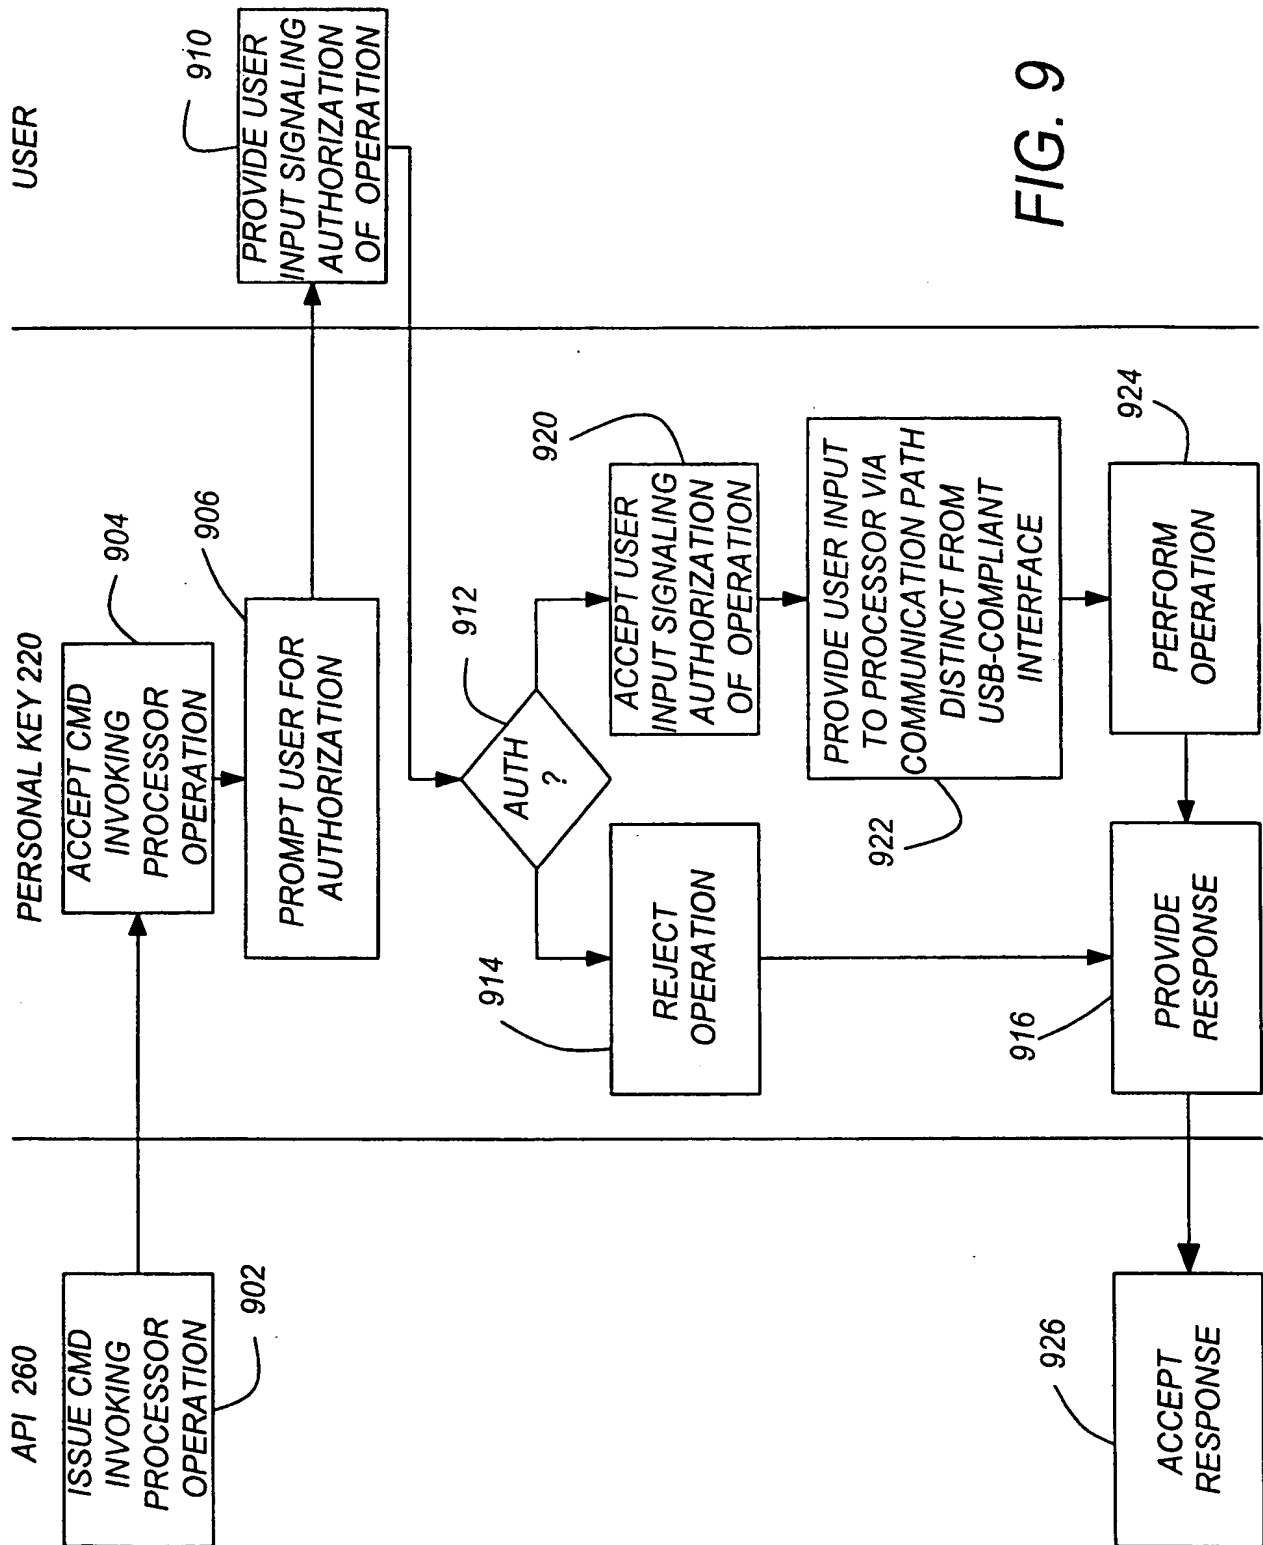 API 260
PERSONAL KEY 220
USER
ISSUE CMD
INVOKING
PROCESSOR
OPERATION
902
ACCEPT CMD
INVOKING
PROCESSOR
OPERATION
904
PROMPT USER FOR
AUTHORIZATION
906
PROVIDE USER
INPUT SIGNALING
AUTHORIZATION
OF OPERATION
910
AUTH
?
912
REJECT
OPERATION
914
ACCEPT USER
INPUT SIGNALING
AUTHORIZATION
OF OPERATION
920
PROVIDE USER INPUT
TO PROCESSOR VIA
COMMUNICATION PATH
DISTINCT FROM
USB-COMPLIANT
INTERFACE
922
PERFORM
OPERATION
924
PROVIDE
RESPONSE
916
ACCEPT
RESPONSE
926
FIG. 9